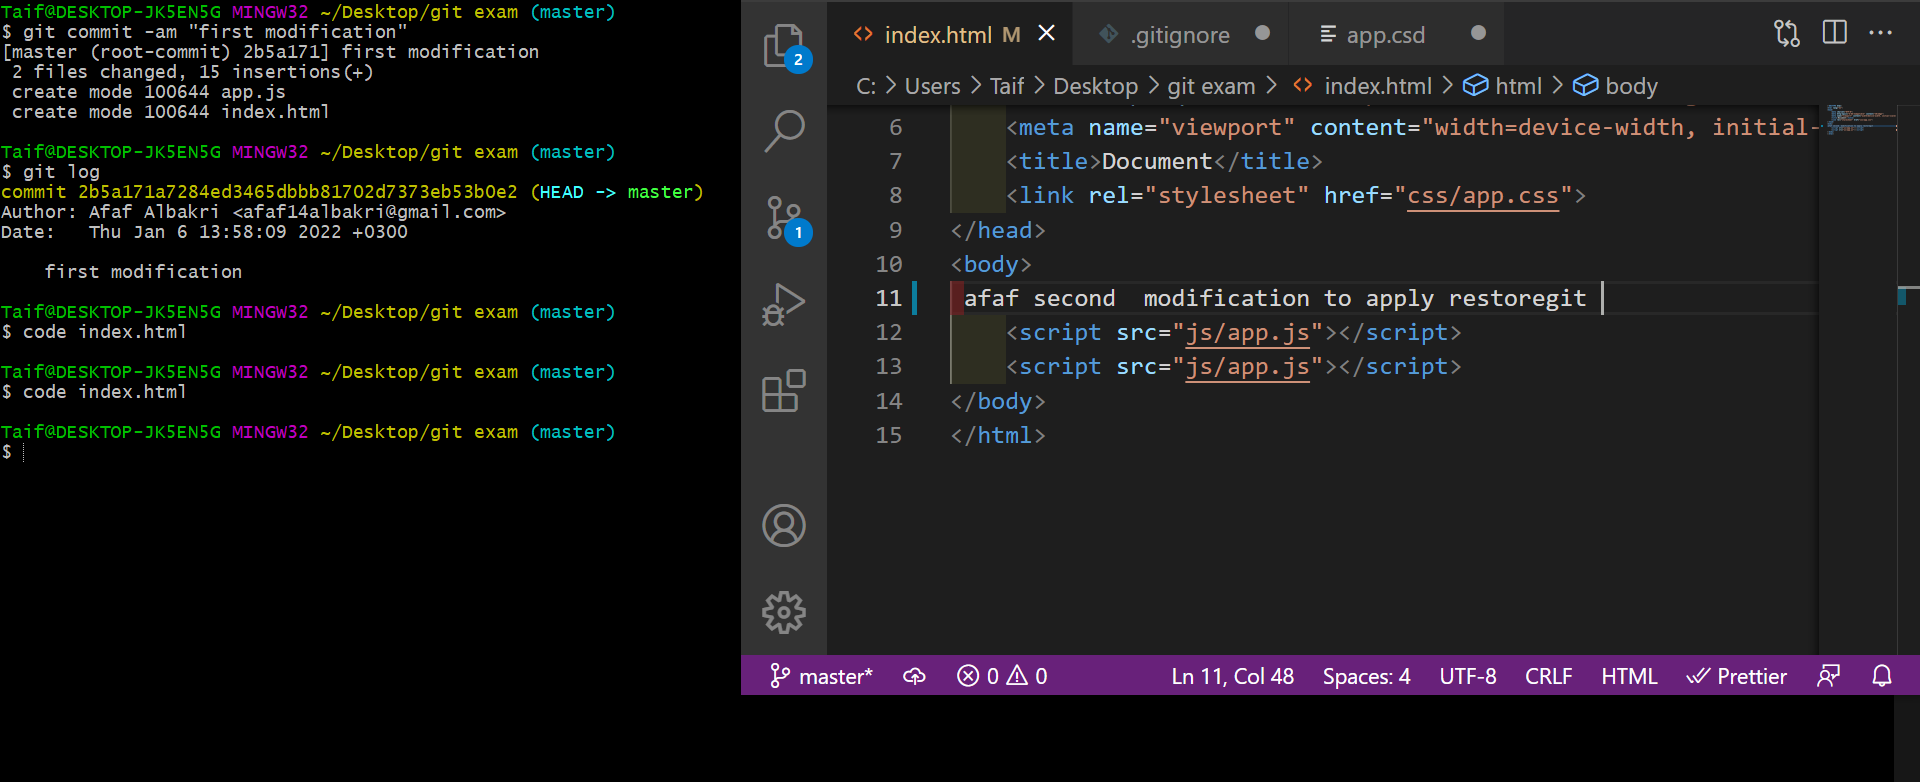 Taif@DESKTOP-JK5EN5G MINGW32 ~/Desktop/git exam (master)
$ git commit -am "first modification"
[master (root-commit) 2b5a171] first modification
 2 files changed, 15 insertions(+)
 create mode 100644 app.js
 create mode 100644 index.html
Taif@DESKTOP-JK5EN5G MINGW32 ~/Desktop/git exam (master)
$ git log
commit 2b5a171a7284ed3465dbbb81702d7373eb53b0e2 (HEAD -> master)
Author: Afaf Albakri <afaf14albakri@gmail.com>
Date:   Thu Jan 6 13:58:09 2022 +0300
    first modification
Taif@DESKTOP-JK5EN5G MINGW32 ~/Desktop/git exam (master)
$ code index.html
Taif@DESKTOP-JK5EN5G MINGW32 ~/Desktop/git exam (master)
$ code index.html
Taif@DESKTOP-JK5EN5G MINGW32 ~/Desktop/git exam (master)
$
2
1
index.html M
.gitignore
app.csd
C: > Users > Taif > Desktop > git exam > index.html > html > body
6 <meta name="viewport" content="width=device-width, initial-
7 <title>Document</title>
8 <link rel="stylesheet" href="css/app.css">
9 </head>
10 <body>
11 afaf second  modification to apply restoregit
12 <script src="js/app.js"></script>
13 <script src="js/app.js"></script>
14 </body>
15 </html>
master* 0 0 Ln 11, Col 48 Spaces: 4 UTF-8 CRLF HTML Prettier